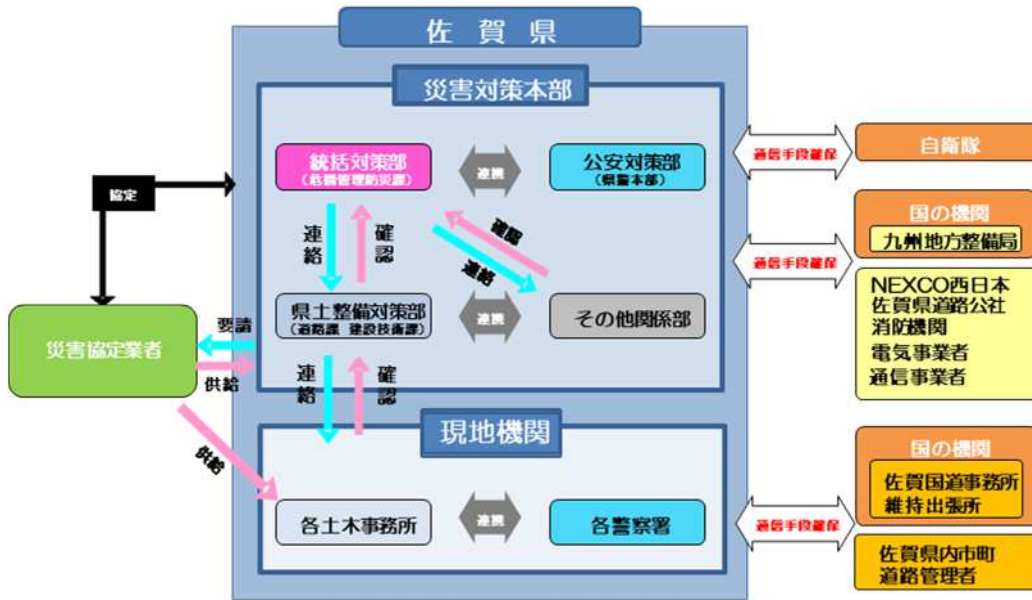 佐賀県
災害対策本部
統括対策部
(危機管理防災課)
連携
公安対策部
(県警本部)
通信手段確保
自衛隊
協定
連絡
確認
確認
連絡
国の機関
九州地方整備局
通信手段確保
NEXCO西日本
佐賀県道路公社
消防機関
電気事業者
通信事業者
災害協定業者
要請
供給
県土整備対策部
(道路課 建設技術課)
連携
その他関係部
連絡
確認
供給
現地機関
各土木事務所
連携
各警察署
通信手段確保
国の機関
佐賀国道事務所
維持出張所
佐賀県内市町
道路管理者